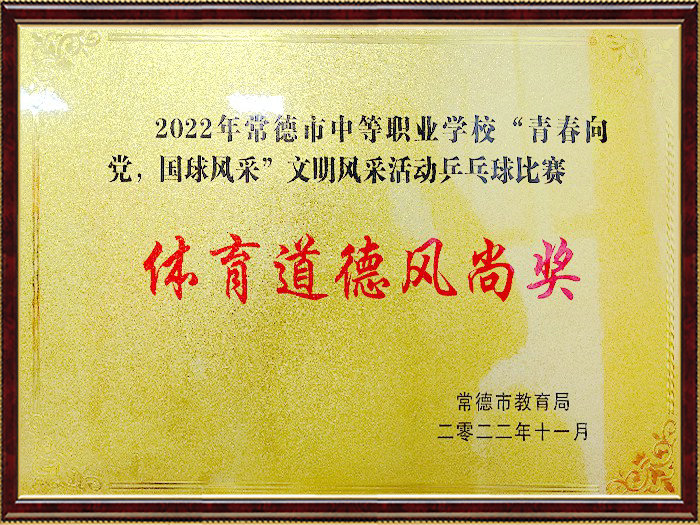 2022年常德市中等职业学校“青春向
党，国球风采”文明风采活动乒乓球比赛
体育道德风尚奖
常德市教育局
二零二二年十一月